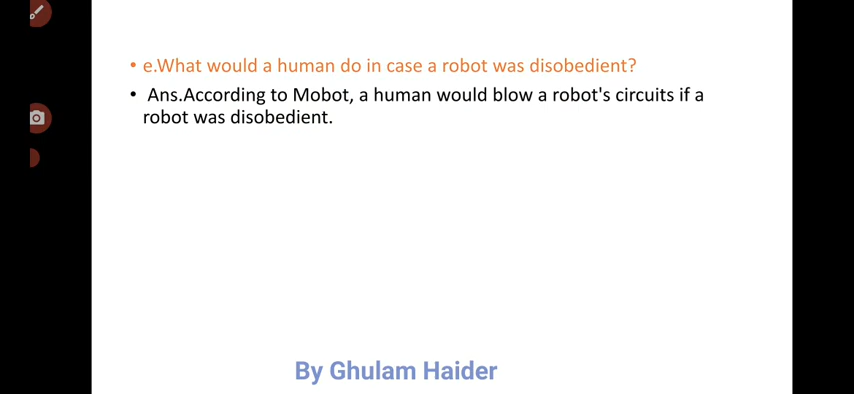 • e.What would a human do in case a robot was disobedient?
• Ans.According to Mobot, a human would blow a robot's circuits if a
robot was disobedient.
By Ghulam Haider